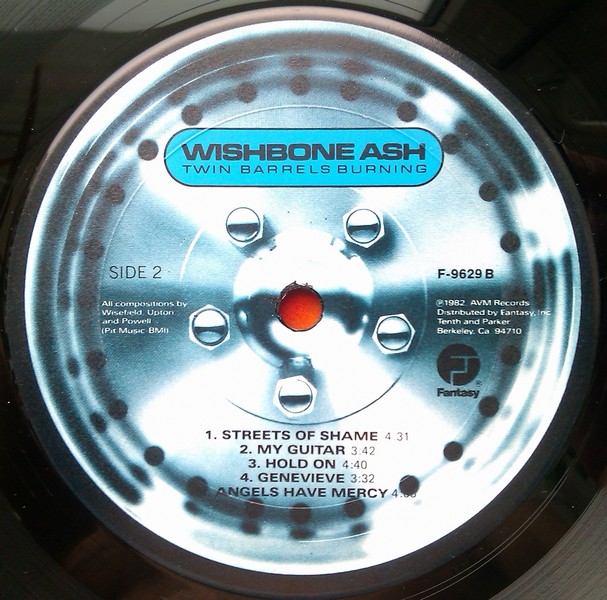 WISHBONE ASH
TWIN BARRELS BURNING
SIDE 2
F-9629 B
All compositions by
Wisefield, Upton
and Powell
(Pit Music BMI)
℗1982 AVM Records
Distributed by Fantasy, Inc
Tenth and Parker
Berkeley, Ca 94710
Fantasy®
1. STREETS OF SHAME 4.31
2. MY GUITAR 3:42
3. HOLD ON 4:40
4. GENEVIEVE 3:32
ANGELS HAVE MERCY